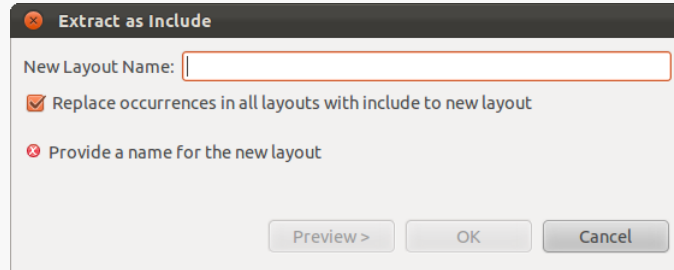 Extract as Include
New Layout Name:
Replace occurrences in all layouts with include to new layout
Provide a name for the new layout
Preview > OK Cancel